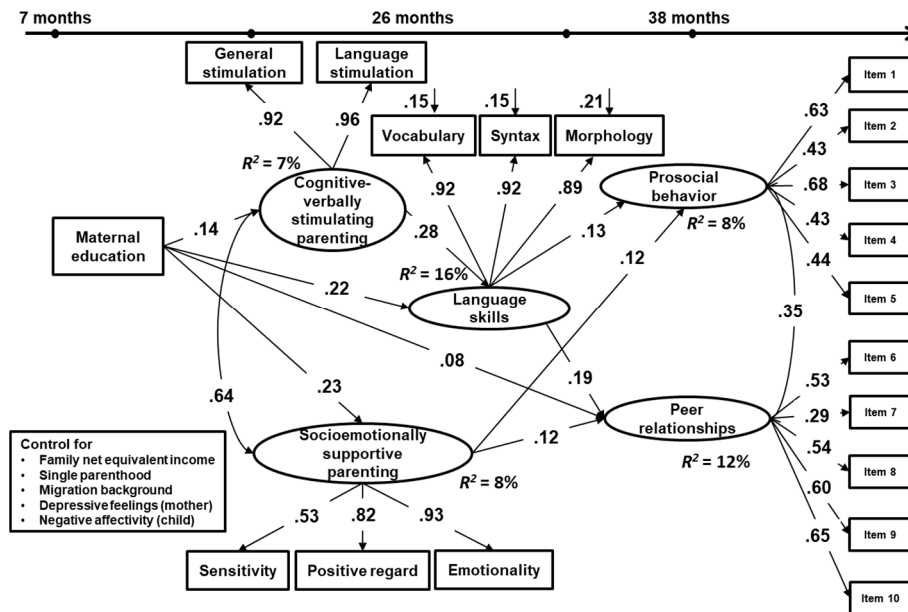 7 months
26 months
38 months
General
stimulation
Language
stimulation
Item 1
.15
.15
.21
.63
Item 2
.92
.96
Vocabulary
Syntax
Morphology
.43
R² = 7%
Prosocial
behavior
.68
Item 3
Cognitive-
verbally
stimulating
parenting
.92
.92
.89
.43
R² = 8%
Item 4
.14
.28
.13
.44
Maternal
education
.12
R² = 16%
Item 5
.22
Language
skills
.35
.08
Item 6
.53
.64
.23
.19
.29
Item 7
Peer
relationships
Control for
• Family net equivalent income
• Single parenthood
• Migration background
• Depressive feelings (mother)
• Negative affectivity (child)
Socioemotionally
supportive
parenting
.12
.54
Item 8
R² = 12%
R² = 8%
.60
.53
.82
.93
Item 9
.65
Sensitivity
Positive regard
Emotionality
Item 10